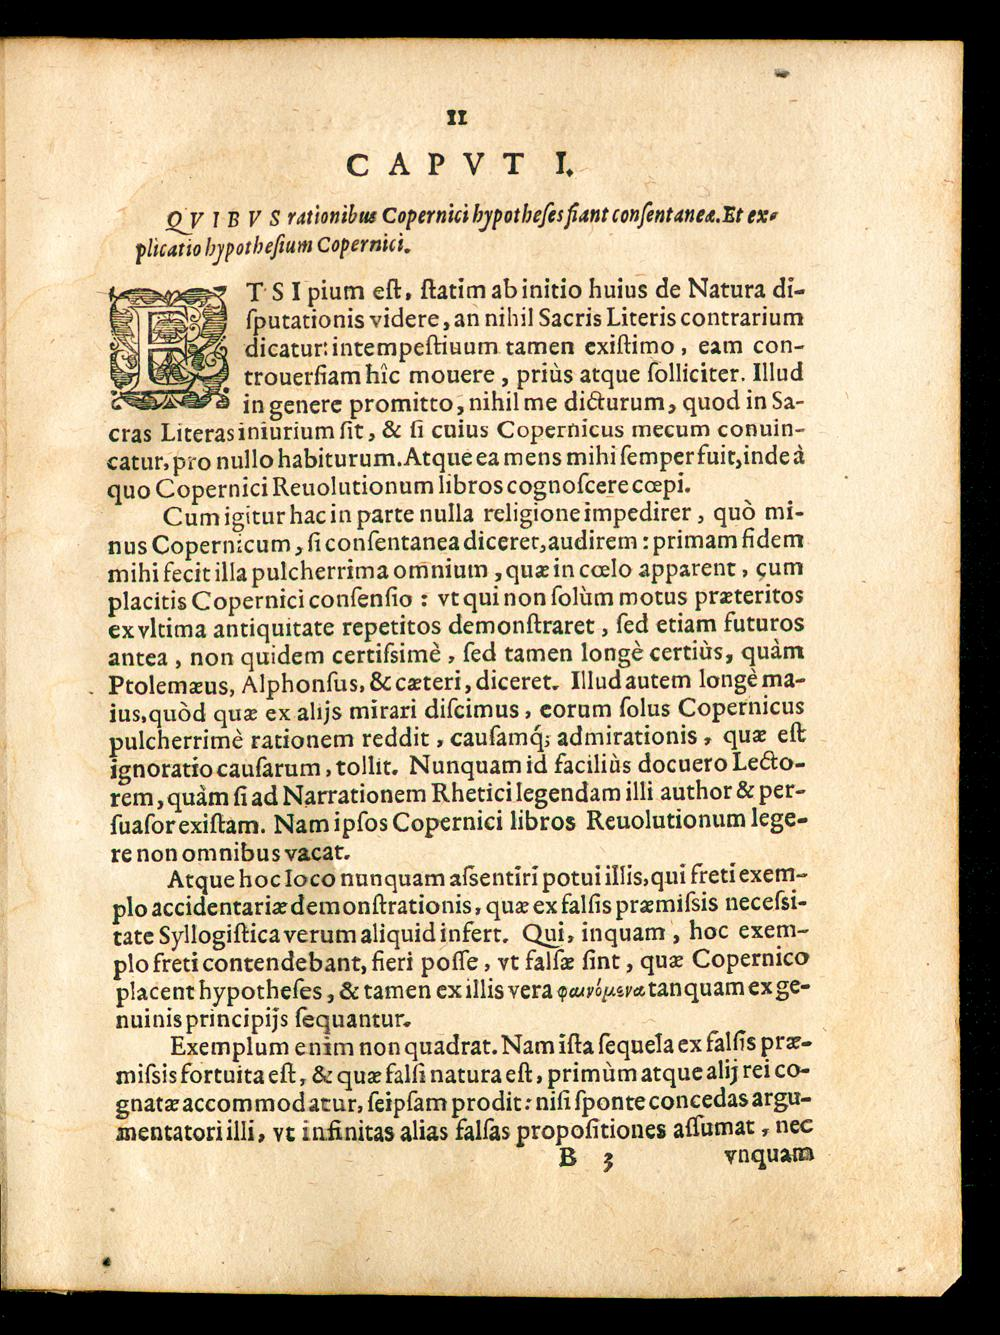 II
CAPVT I.
QVIBVS rationibus Copernici hypotheſes ſiant conſentaneæ. Et ex-
plicatio hypotheſium Copernici.
ETSI pium eſt, ſtatim ab initio huius de Natura di-
ſputationis videre, an nihil Sacris Literis contrarium
dicatur: intempeſtiuum tamen exiſtimo, eam con-
trouerſiam hîc mouere, priùs atque ſolliciter. Illud
in genere promitto, nihil me dicturum, quod in Sa-
cras Literas iniurium ſit, & ſi cuius Copernicus mecum conuin-
catur, pro nullo habiturum. Atque ea mens mihi ſemper fuit, inde à
quo Copernici Reuolutionum libros cognoſcere cœpi.
Cum igitur hac in parte nulla religione impedirer, quò mi-
nus Copernicum, ſi conſentanea diceret, audirem: primam fidem
mihi fecit illa pulcherrima omnium, quæ in cœlo apparent, cum
placitis Copernici conſenſio: vt qui non ſolùm motus præteritos
ex vltima antiquitate repetitos demonſtraret, ſed etiam futuros
antea, non quidem certiſsimè, ſed tamen longè certiùs, quàm
Ptolemæus, Alphonſus, & cæteri, diceret. Illud autem longè ma-
ius, quòd quæ ex alijs mirari diſcimus, eorum ſolus Copernicus
pulcherrimè rationem reddit, cauſamq́; admirationis, quæ eſt
ignoratio cauſarum, tollit. Nunquam id faciliùs docuero Lecto-
rem, quàm ſi ad Narrationem Rhetici legendam illi author & per-
ſuaſor exiſtam. Nam ipſos Copernici libros Reuolutionum lege-
re non omnibus vacat.
Atque hoc loco nunquam aſsentiri potui illis, qui freti exem-
plo accidentariæ demonſtrationis, quæ ex falſis præmiſsis neceſsi-
tate Syllogiſtica verum aliquid infert. Qui, inquam, hoc exem-
plo freti contendebant, fieri poſſe, vt falſæ ſint, quæ Copernico
placent hypotheſes, & tamen ex illis vera φαινόμενα tanquam ex ge-
nuinis principijs ſequantur.
Exemplum enim non quadrat. Nam iſta ſequela ex falſis præ-
miſsis fortuita eſt, & quæ falſi natura eſt, primùm atque alij rei co-
gnatæ accommodatur, ſeipſam prodit: niſi ſponte concedas argu-
mentatori illi, vt infinitas alias falſas propoſitiones aſſumat, nec
B 3 vnquam